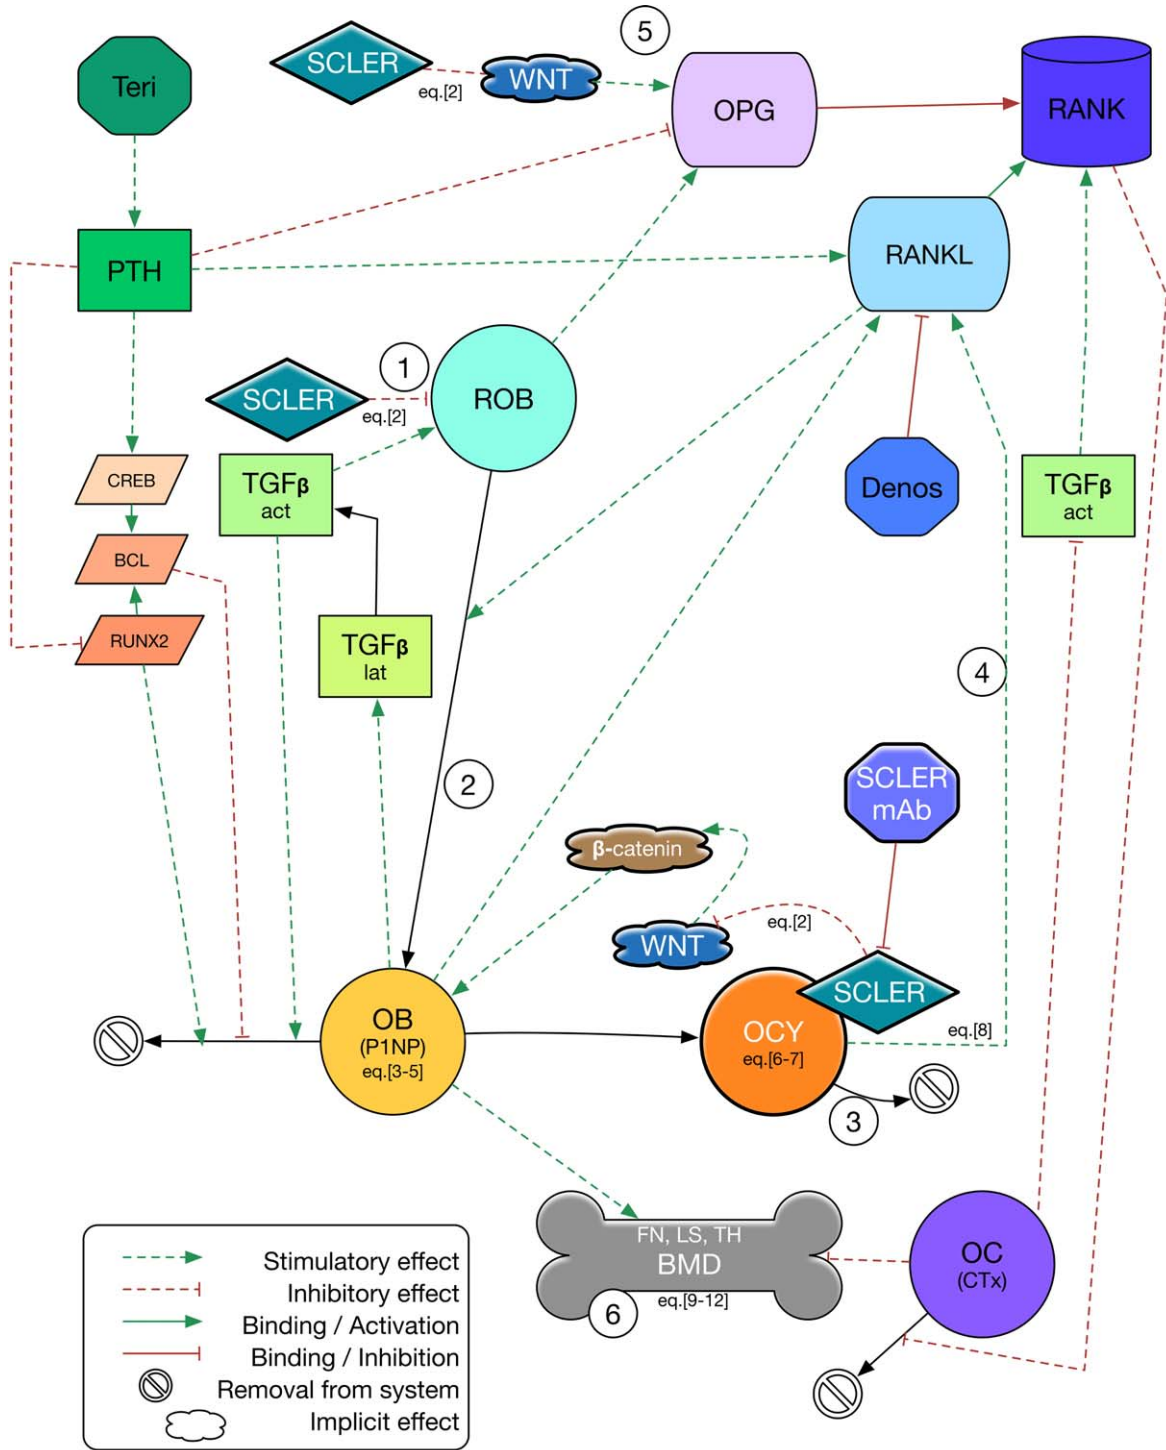 5
SCLER
eq.[2]
WNT
Teri
OPG
RANK
PTH
RANKL
1
SCLER
eq.[2]
ROB
CREB
TGFβ
act
Denos
TGFβ
act
BCL
RUNX2
TGFβ
lat
4
2
SCLER
mAb
β-catenin
WNT
eq.[2]
SCLER
OB
(P1NP)
eq.[3-5]
OCY
eq.[6-7]
eq.[8]
3
FN, LS, TH
BMD
eq.[9-12]
6
OC
(CTx)
Stimulatory effect
Inhibitory effect
Binding / Activation
Binding / Inhibition
Removal from system
Implicit effect